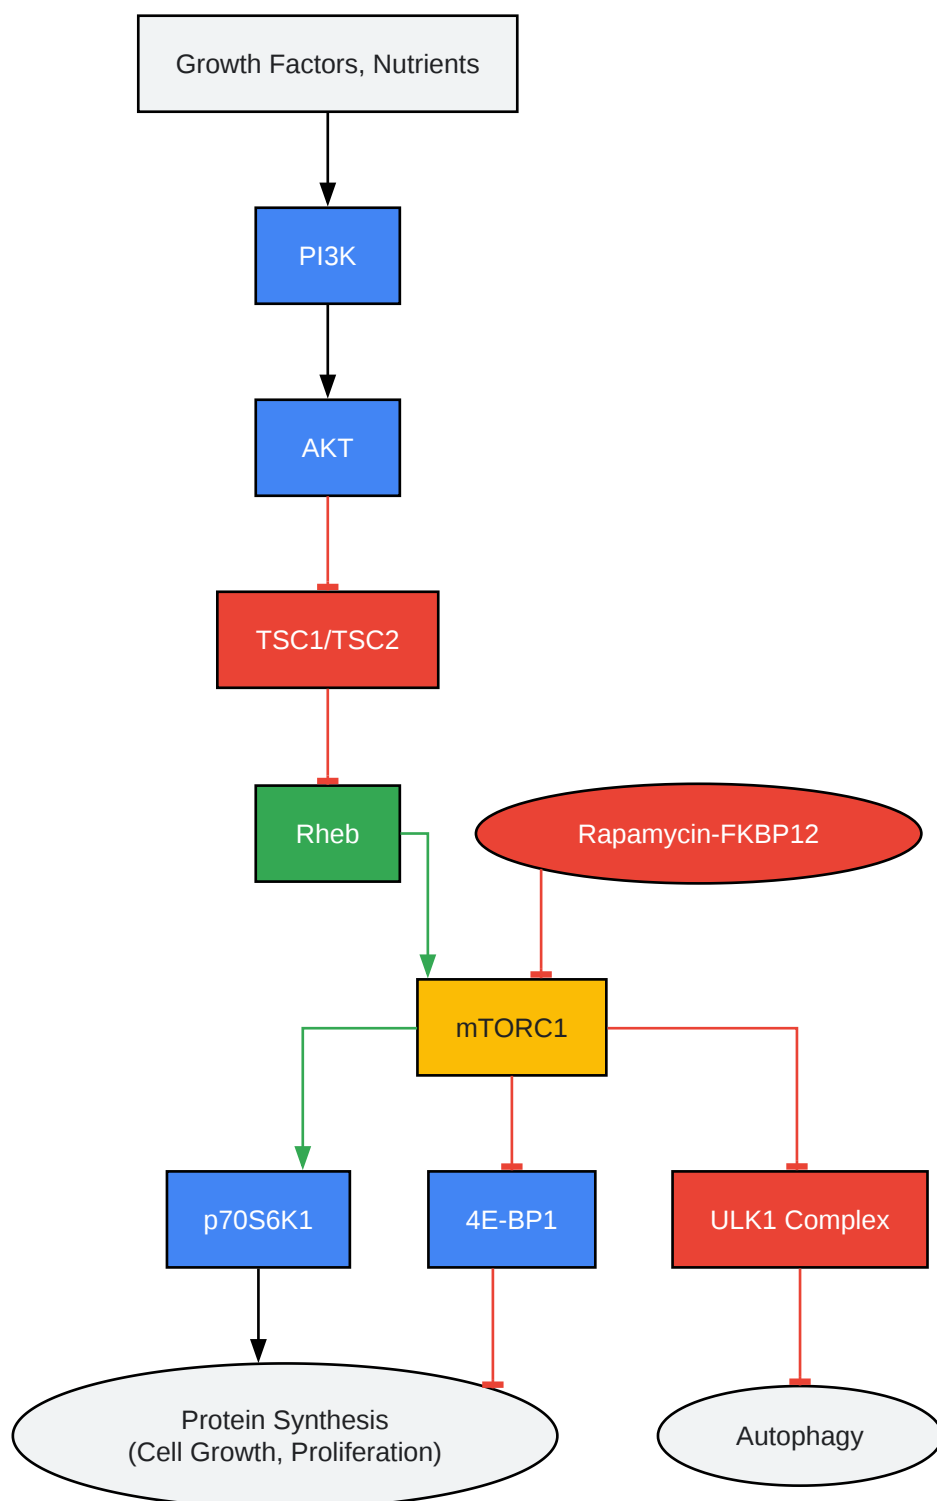 Growth Factors, Nutrients
PI3K
AKT
TSC1/TSC2
Rheb
Rapamycin-FKBP12
mTORC1
p70S6K1
4E-BP1
ULK1 Complex
Protein Synthesis
(Cell Growth, Proliferation)
Autophagy